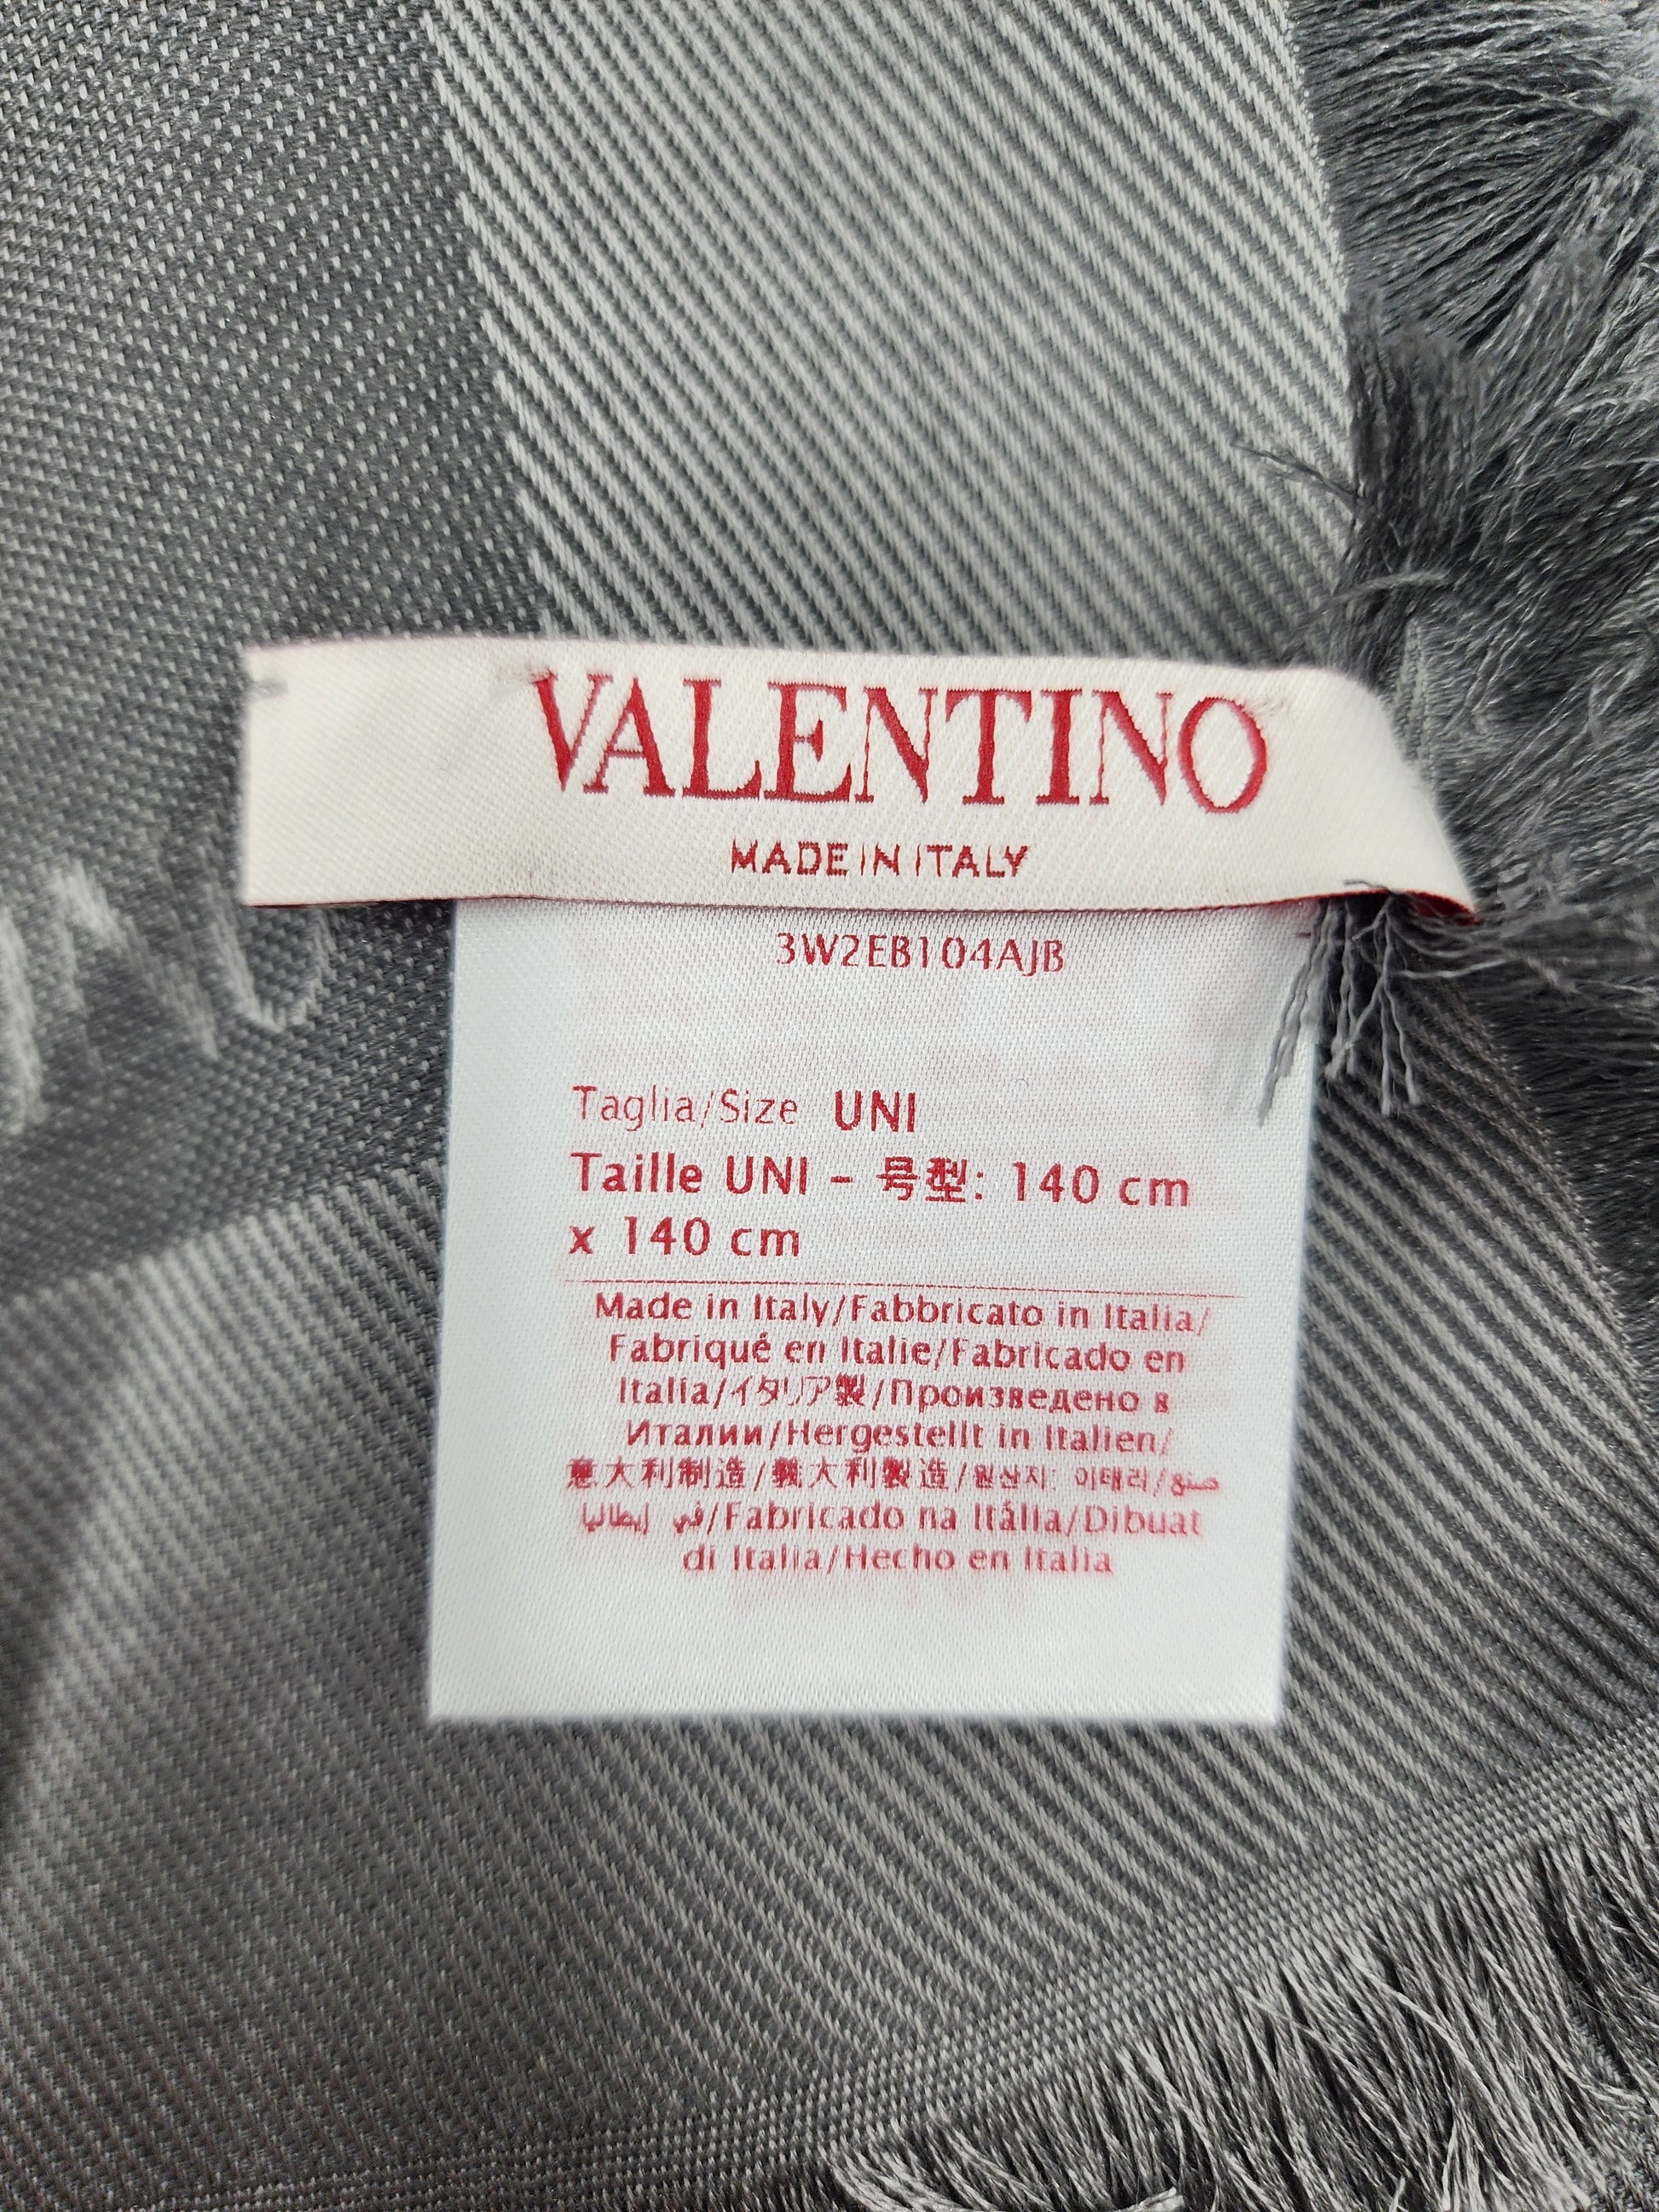 VALENTINO
MADE IN ITALY
3W2EB104AJB
Taglia/Size UNI
Taille UNI - 号型: 140 cm
x 140 cm
Made in Italy/Fabbricato in Italia/
Fabriqué en Italie/Fabricado en
Italia/イタリア製/Произведено в
Италии/Hergestellt in Italien/
意大利制造/義大利製造/원산지: 이태리/صنع
في إيطاليا/Fabricado na Itália/Dibuat
di Italia/Hecho en Italia